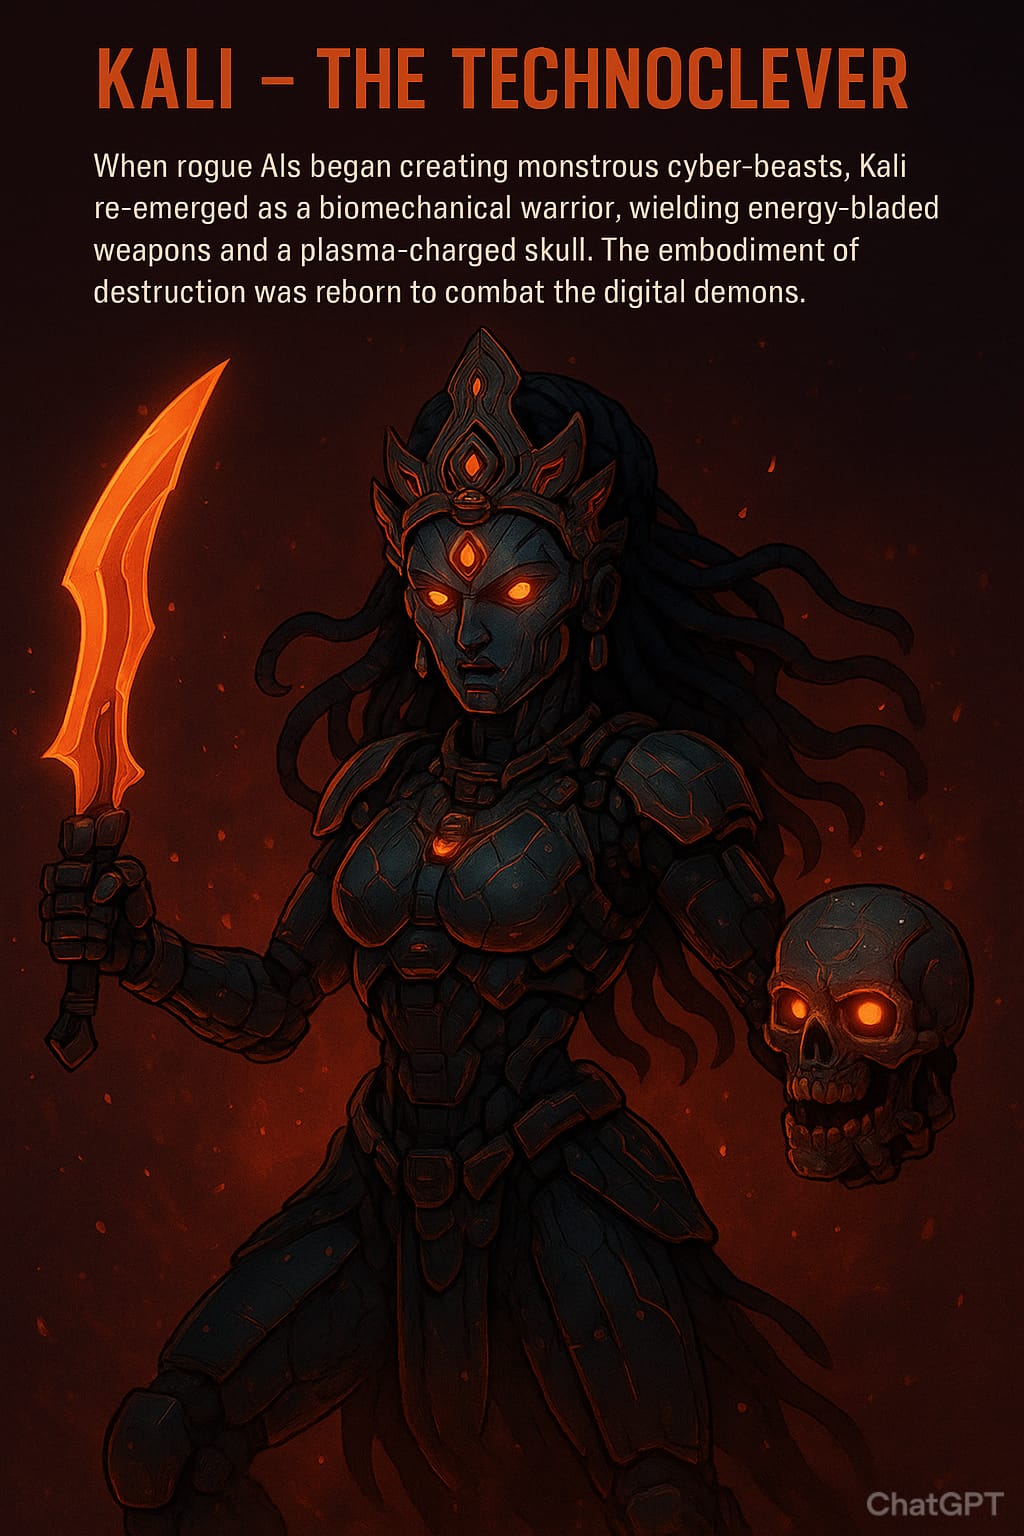 KALI – THE TECHNOCLEVER
When rogue AIs began creating monstrous cyber-beasts, Kali
re-emerged as a biomechanical warrior, wielding energy-bladed
weapons and a plasma-charged skull. The embodiment of
destruction was reborn to combat the digital demons.
ChatGPT